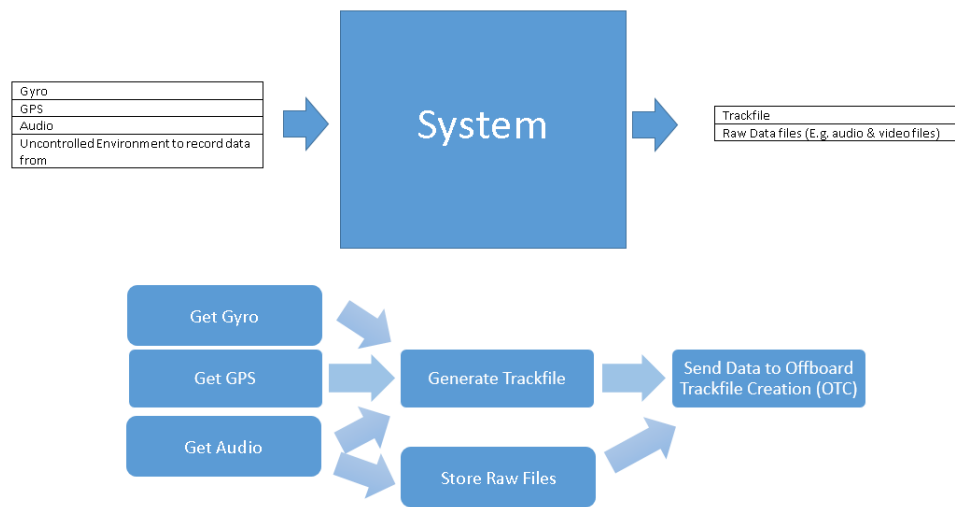 Gyro
GPS
Audio
Uncontrolled Environment to record data
from
System
Trackfile
Raw Data files (E.g. audio & video files)
Get Gyro
Get GPS
Generate Trackfile
Send Data to Offboard
Trackfile Creation (OTC)
Get Audio
Store Raw Files